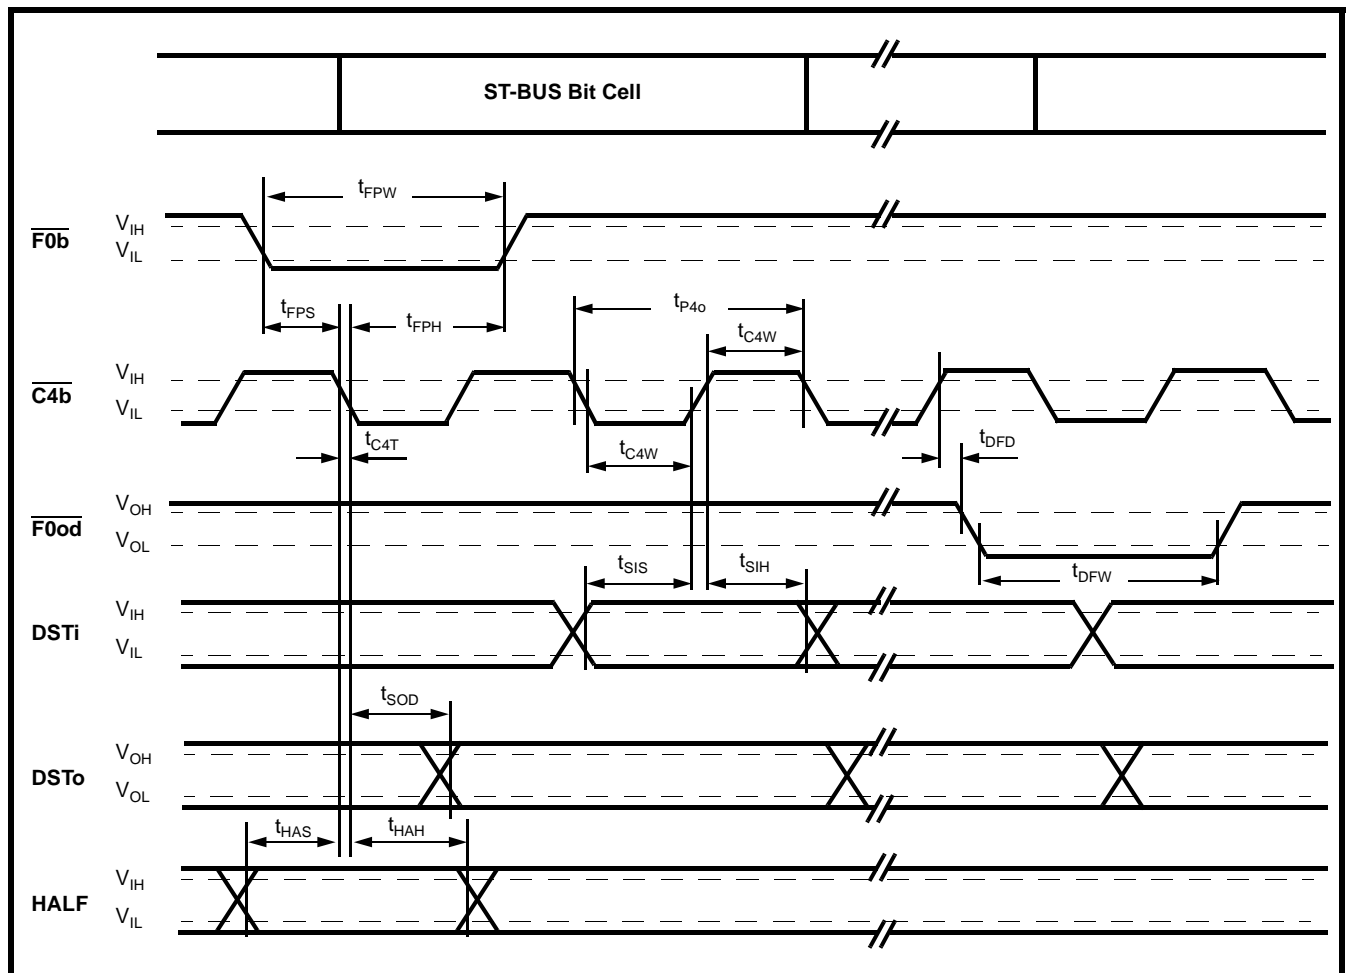 ST-BUS Bit Cell
tFPW
F0b
VIH
VIL
tFPS
tFPH
tP4o
tC4W
C4b
VIH
VIL
tC4T
tC4W
tDFD
F0od
VOH
VOL
tSIS
tSIH
tDFW
DSTi
VIH
VIL
tSOD
DSTo
VOH
VOL
tHAS
tHAH
HALF
VIH
VIL